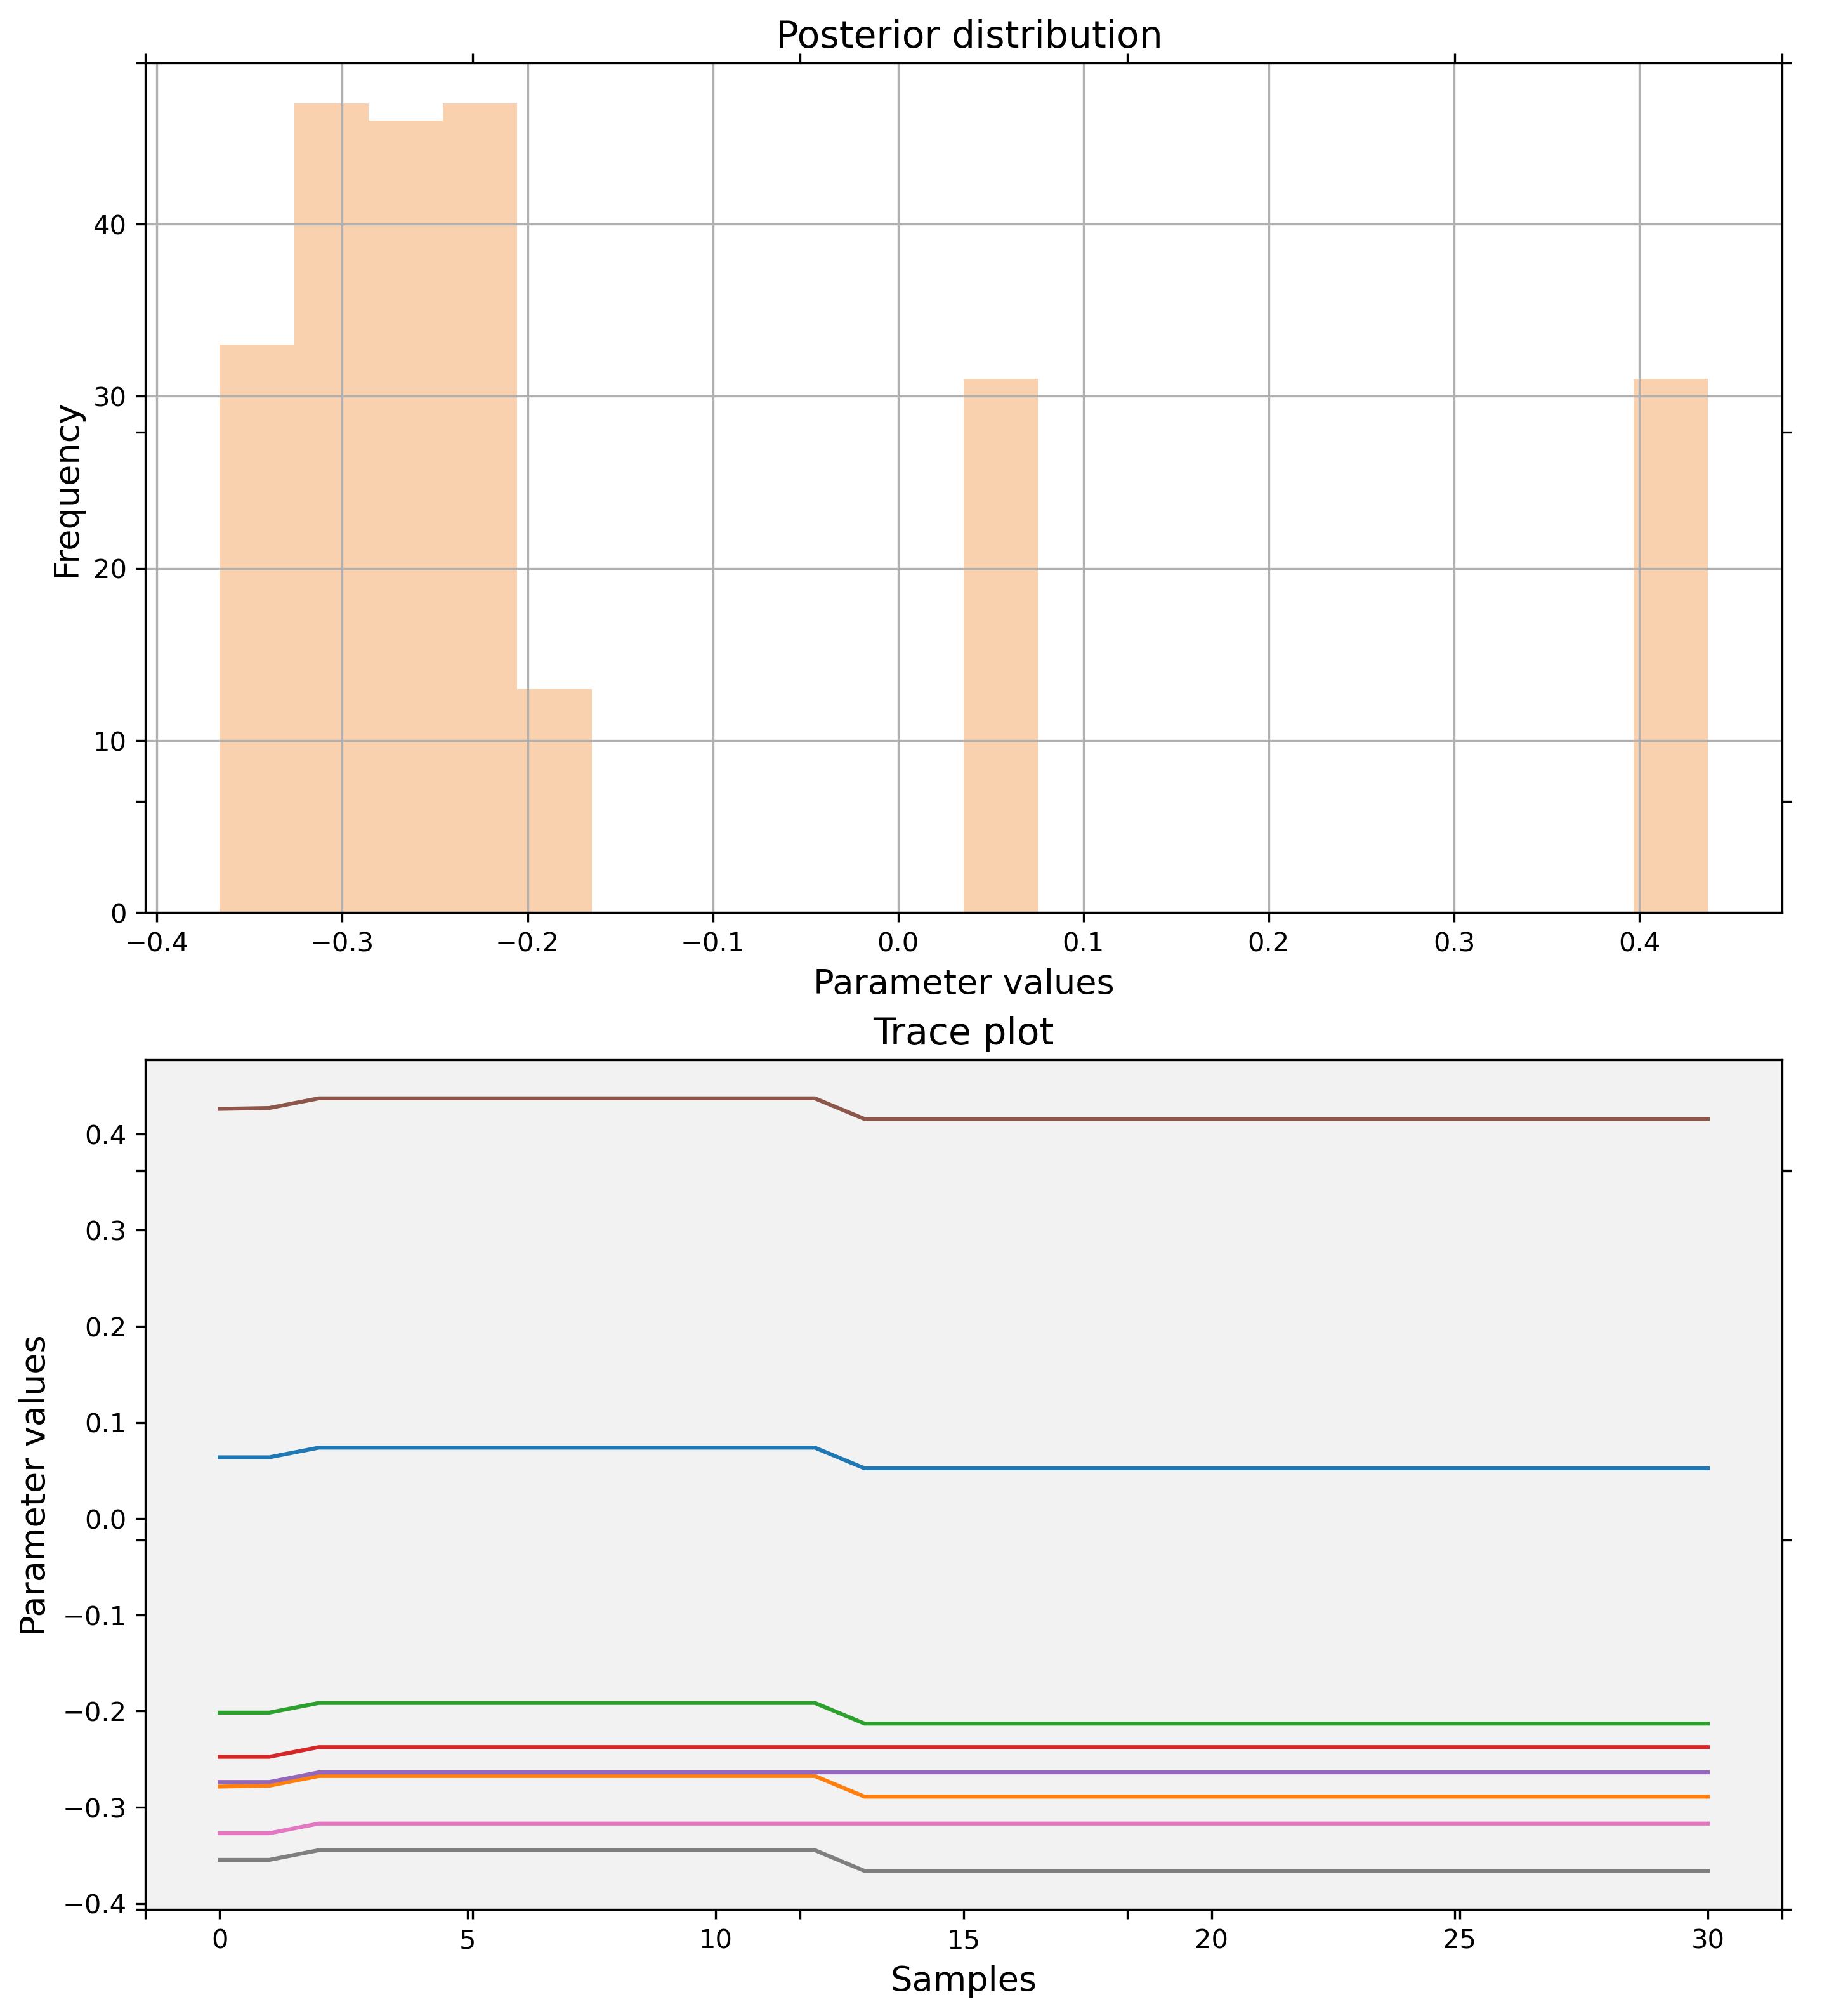 Posterior distribution
40
30
20
10
0
Frequency
−0.4 −0.3 −0.2 −0.1 0.0 0.1 0.2 0.3 0.4
Parameter values
Trace plot
0.4
0.3
0.2
0.1
0.0
−0.1
−0.2
−0.3
−0.4
Parameter values
0 5 10 15 20 25 30
Samples